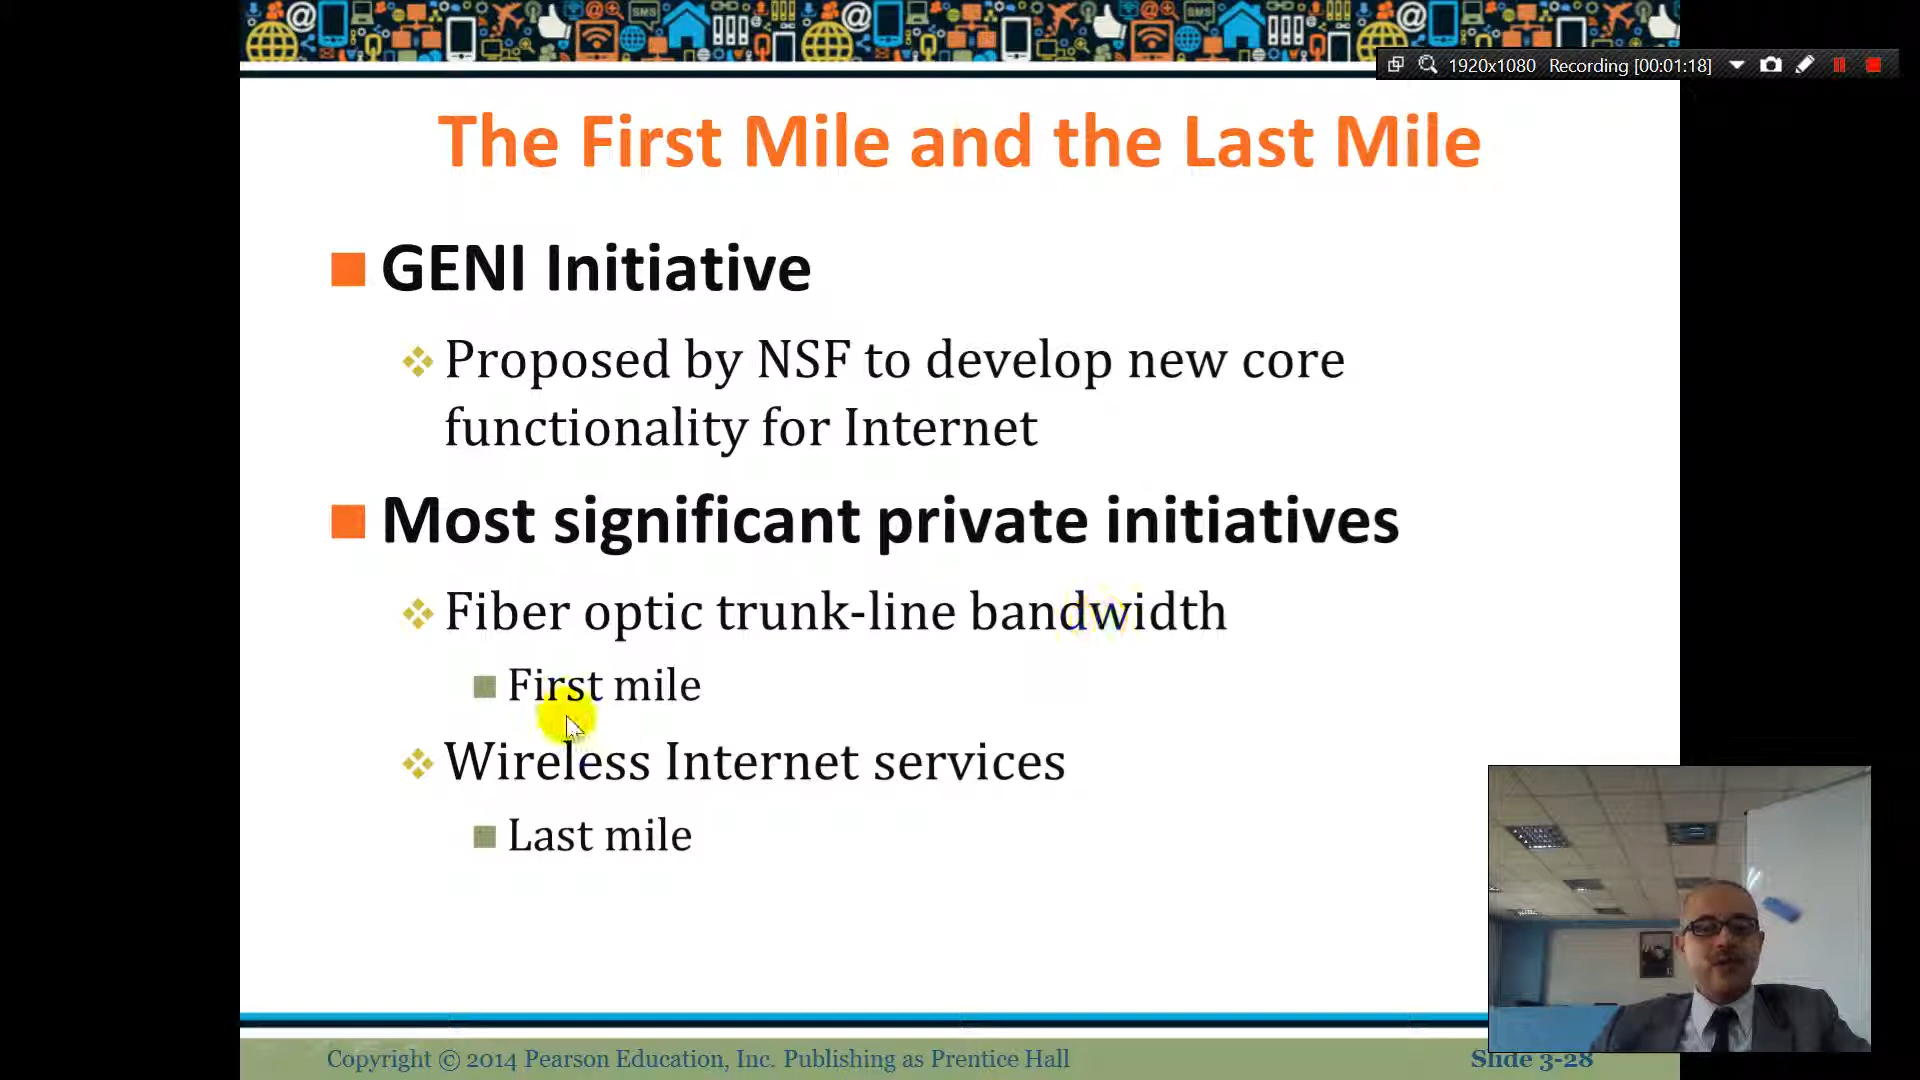 SMS
SMS
1920x1080 Recording [00:01:18]
The First Mile and the Last Mile
GENI Initiative
Proposed by NSF to develop new core
functionality for Internet
Most significant private initiatives
Fiber optic trunk-line bandwidth
First mile
Wireless Internet services
Last mile
Copyright © 2014 Pearson Education, Inc. Publishing as Prentice Hall
Slide 3-28